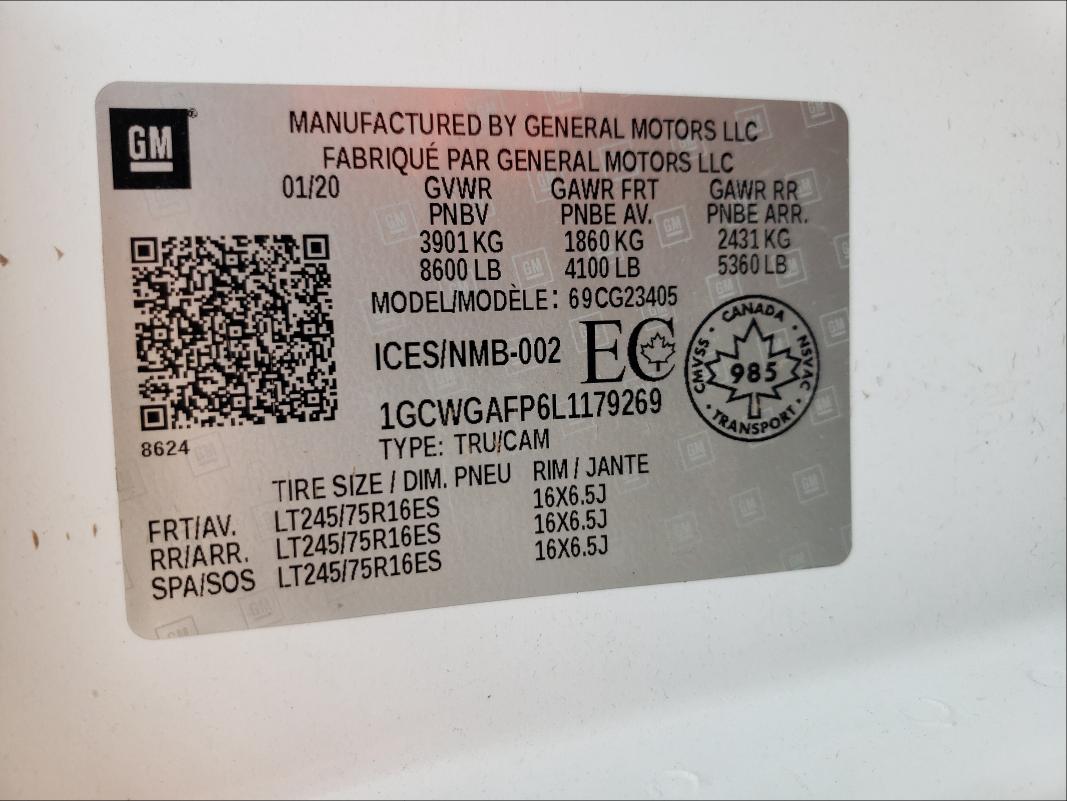 GM
MANUFACTURED BY GENERAL MOTORS LLC
FABRIQUÉ PAR GENERAL MOTORS LLC
01/20 GVWR GAWR FRT GAWR RR
PNBV PNBE AV. PNBE ARR.
3901 KG 1860 KG 2431 KG
8600 LB 4100 LB 5360 LB
MODEL/MODÈLE: 69CG23405
ICES/NMB-002 EC
CANADA NSVAC TRANSPORT CMVSS
985
1GCWGAFP6L1179269
8624
TYPE: TRU/CAM
TIRE SIZE / DIM. PNEU RIM / JANTE
FRT/AV. LT245/75R16ES 16X6.5J
RR/ARR. LT245/75R16ES 16X6.5J
SPA/SOS LT245/75R16ES 16X6.5J